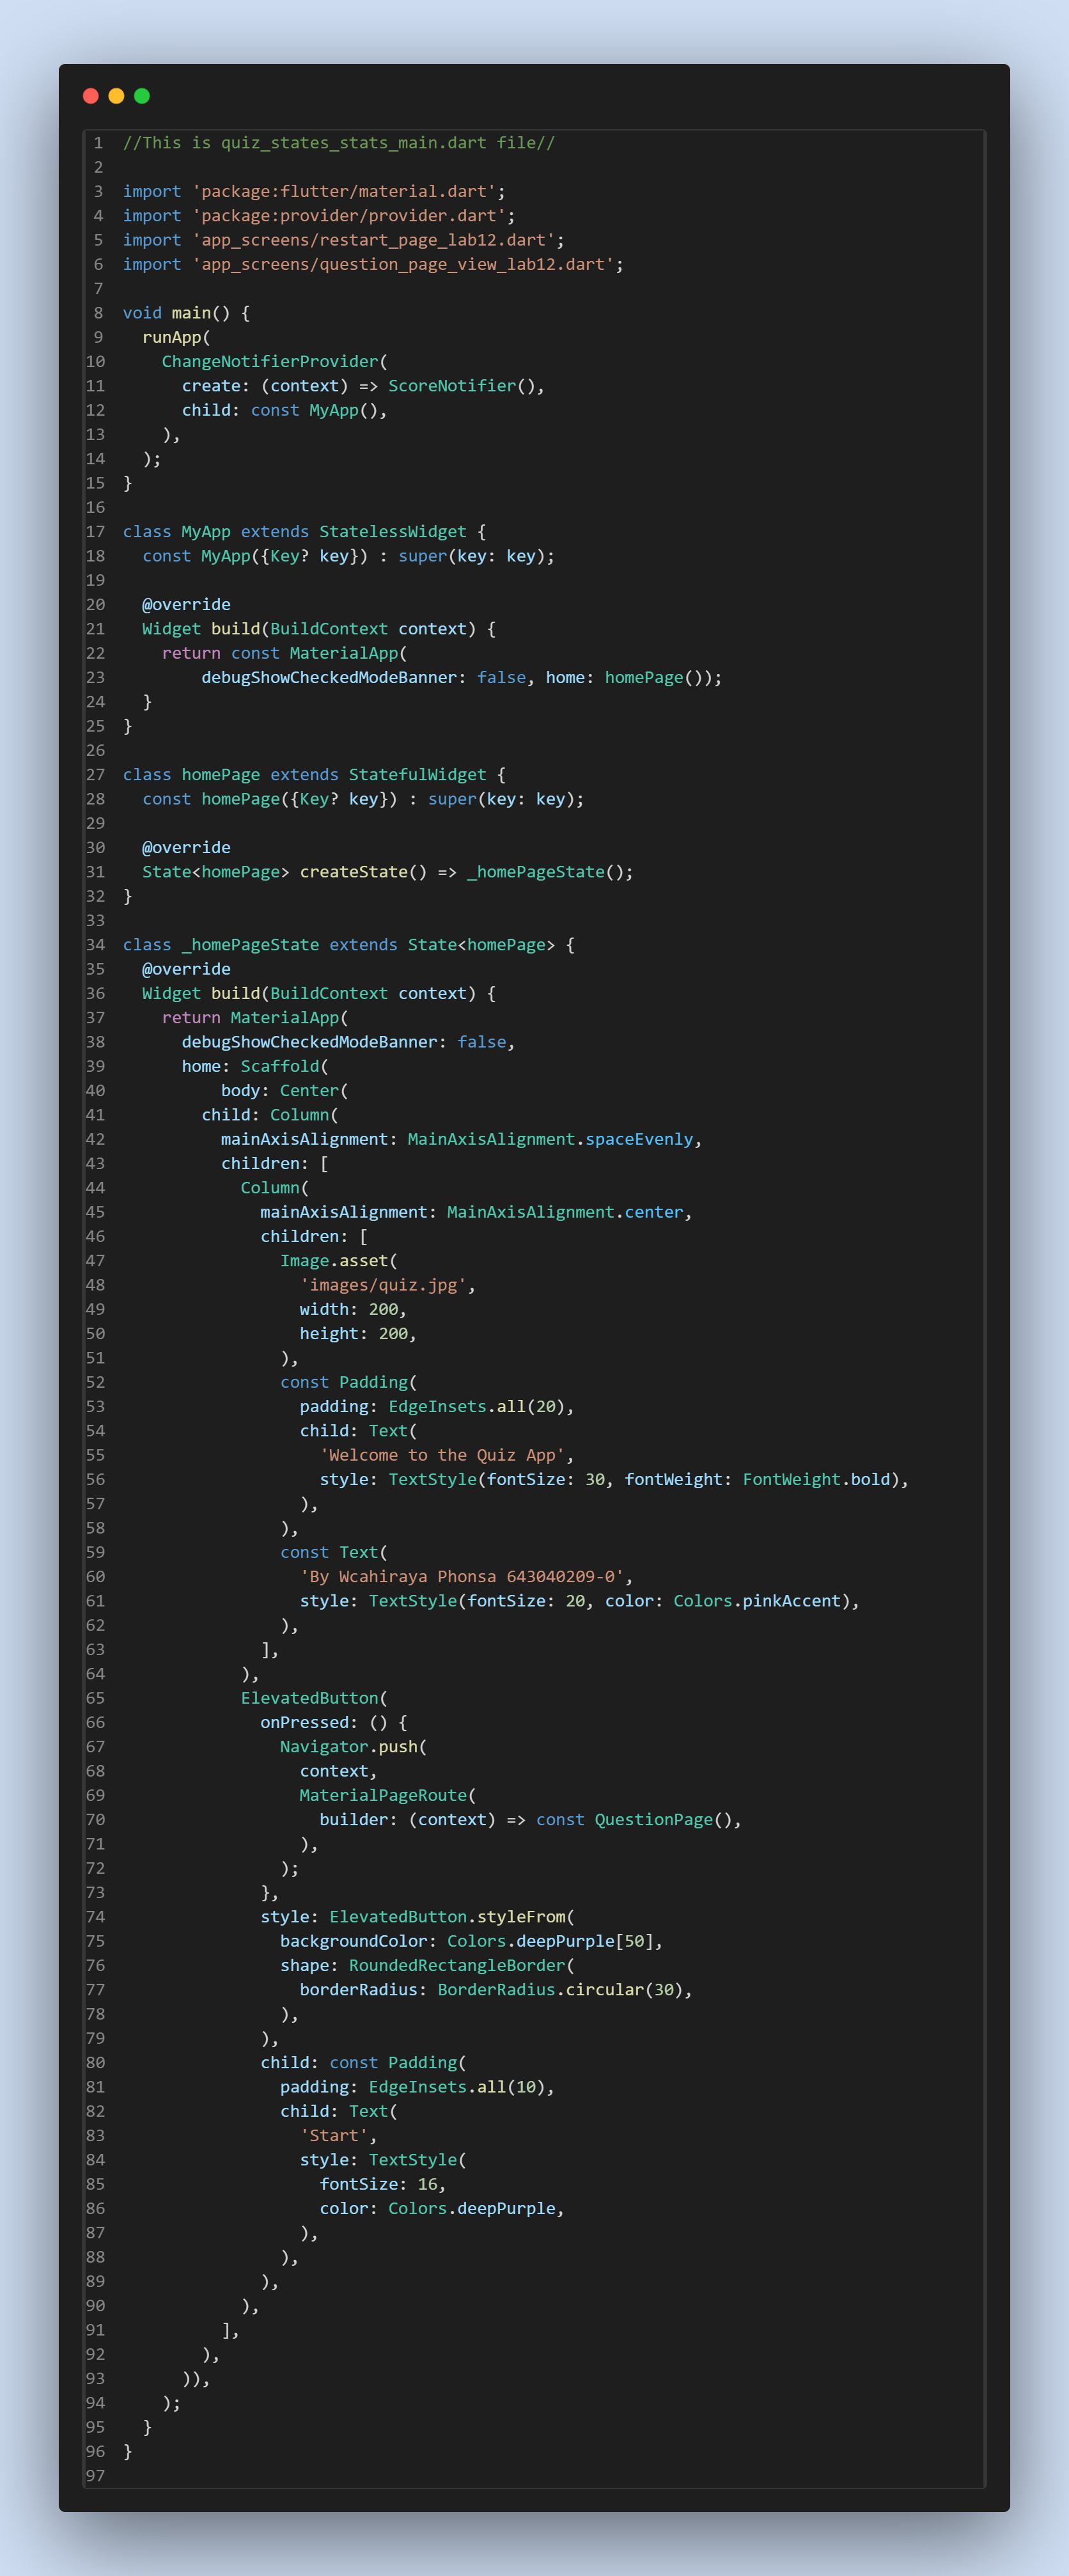 1 //This is quiz_states_stats_main.dart file//
2
3 import 'package:flutter/material.dart';
4 import 'package:provider/provider.dart';
5 import 'app_screens/restart_page_lab12.dart';
6 import 'app_screens/question_page_view_lab12.dart';
7
8 void main() {
9   runApp(
10     ChangeNotifierProvider(
11       create: (context) => ScoreNotifier(),
12       child: const MyApp(),
13     ),
14   );
15 }
16
17 class MyApp extends StatelessWidget {
18   const MyApp({Key? key}) : super(key: key);
19
20   @override
21   Widget build(BuildContext context) {
22     return const MaterialApp(
23         debugShowCheckedModeBanner: false, home: homePage());
24   }
25 }
26
27 class homePage extends StatefulWidget {
28   const homePage({Key? key}) : super(key: key);
29
30   @override
31   State<homePage> createState() => _homePageState();
32 }
33
34 class _homePageState extends State<homePage> {
35   @override
36   Widget build(BuildContext context) {
37     return MaterialApp(
38       debugShowCheckedModeBanner: false,
39       home: Scaffold(
40           body: Center(
41         child: Column(
42           mainAxisAlignment: MainAxisAlignment.spaceEvenly,
43           children: [
44             Column(
45               mainAxisAlignment: MainAxisAlignment.center,
46               children: [
47                 Image.asset(
48                   'images/quiz.jpg',
49                   width: 200,
50                   height: 200,
51                 ),
52                 const Padding(
53                   padding: EdgeInsets.all(20),
54                   child: Text(
55                     'Welcome to the Quiz App',
56                     style: TextStyle(fontSize: 30, fontWeight: FontWeight.bold),
57                   ),
58                 ),
59                 const Text(
60                   'By Wcahiraya Phonsa 643040209-0',
61                   style: TextStyle(fontSize: 20, color: Colors.pinkAccent),
62                 ),
63               ],
64             ),
65             ElevatedButton(
66               onPressed: () {
67                 Navigator.push(
68                   context,
69                   MaterialPageRoute(
70                     builder: (context) => const QuestionPage(),
71                   ),
72                 );
73               },
74               style: ElevatedButton.styleFrom(
75                 backgroundColor: Colors.deepPurple[50],
76                 shape: RoundedRectangleBorder(
77                   borderRadius: BorderRadius.circular(30),
78                 ),
79               ),
80               child: const Padding(
81                 padding: EdgeInsets.all(10),
82                 child: Text(
83                   'Start',
84                   style: TextStyle(
85                     fontSize: 16,
86                     color: Colors.deepPurple,
87                   ),
88                 ),
89               ),
90             ),
91           ],
92         ),
93       )),
94     );
95   }
96 }
97